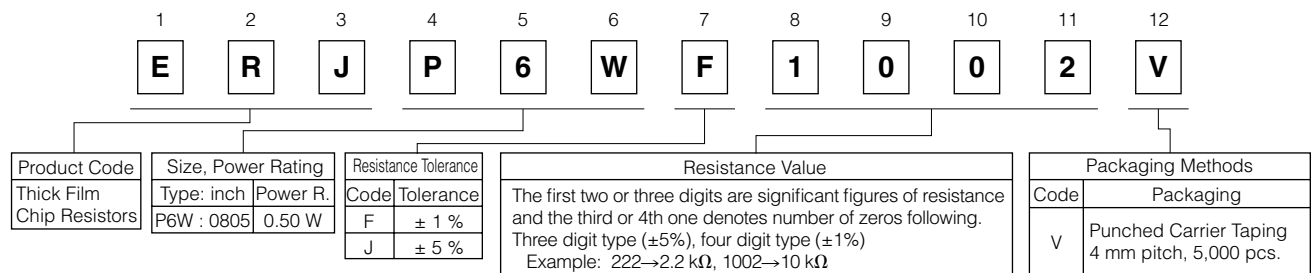 1 2 3 4 5 6 7 8 9 10 11 12
E R J P 6 W F 1 0 0 2 V
Product Code
Thick Film
Chip Resistors
Size, Power Rating
Type: inch Power R.
P6W : 0805 0.50 W
Resistance Tolerance
Code Tolerance
F ± 1 %
J ± 5 %
Resistance Value
The first two or three digits are significant figures of resistance
and the third or 4th one denotes number of zeros following.
Three digit type (±5%), four digit type (±1%)
Example: 222→2.2 kΩ, 1002→10 kΩ
Packaging Methods
Code Packaging
V Punched Carrier Taping
4 mm pitch, 5,000 pcs.